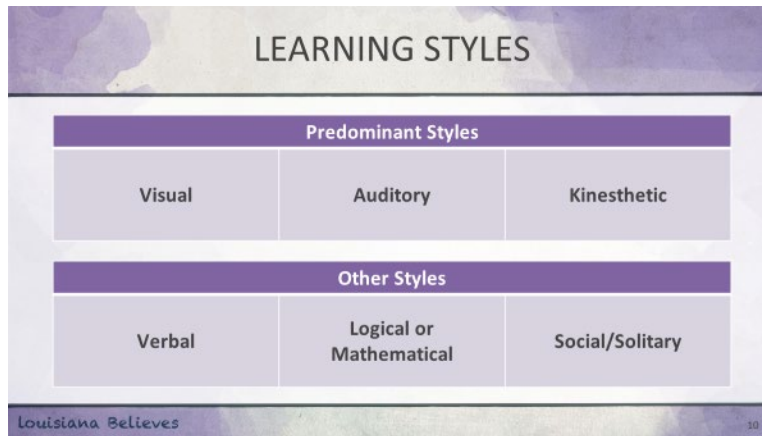 LEARNING STYLES
Predominant Styles
Visual
Auditory
Kinesthetic
Other Styles
Verbal
Logical or
Mathematical
Social/Solitary
Louisiana Believes
10